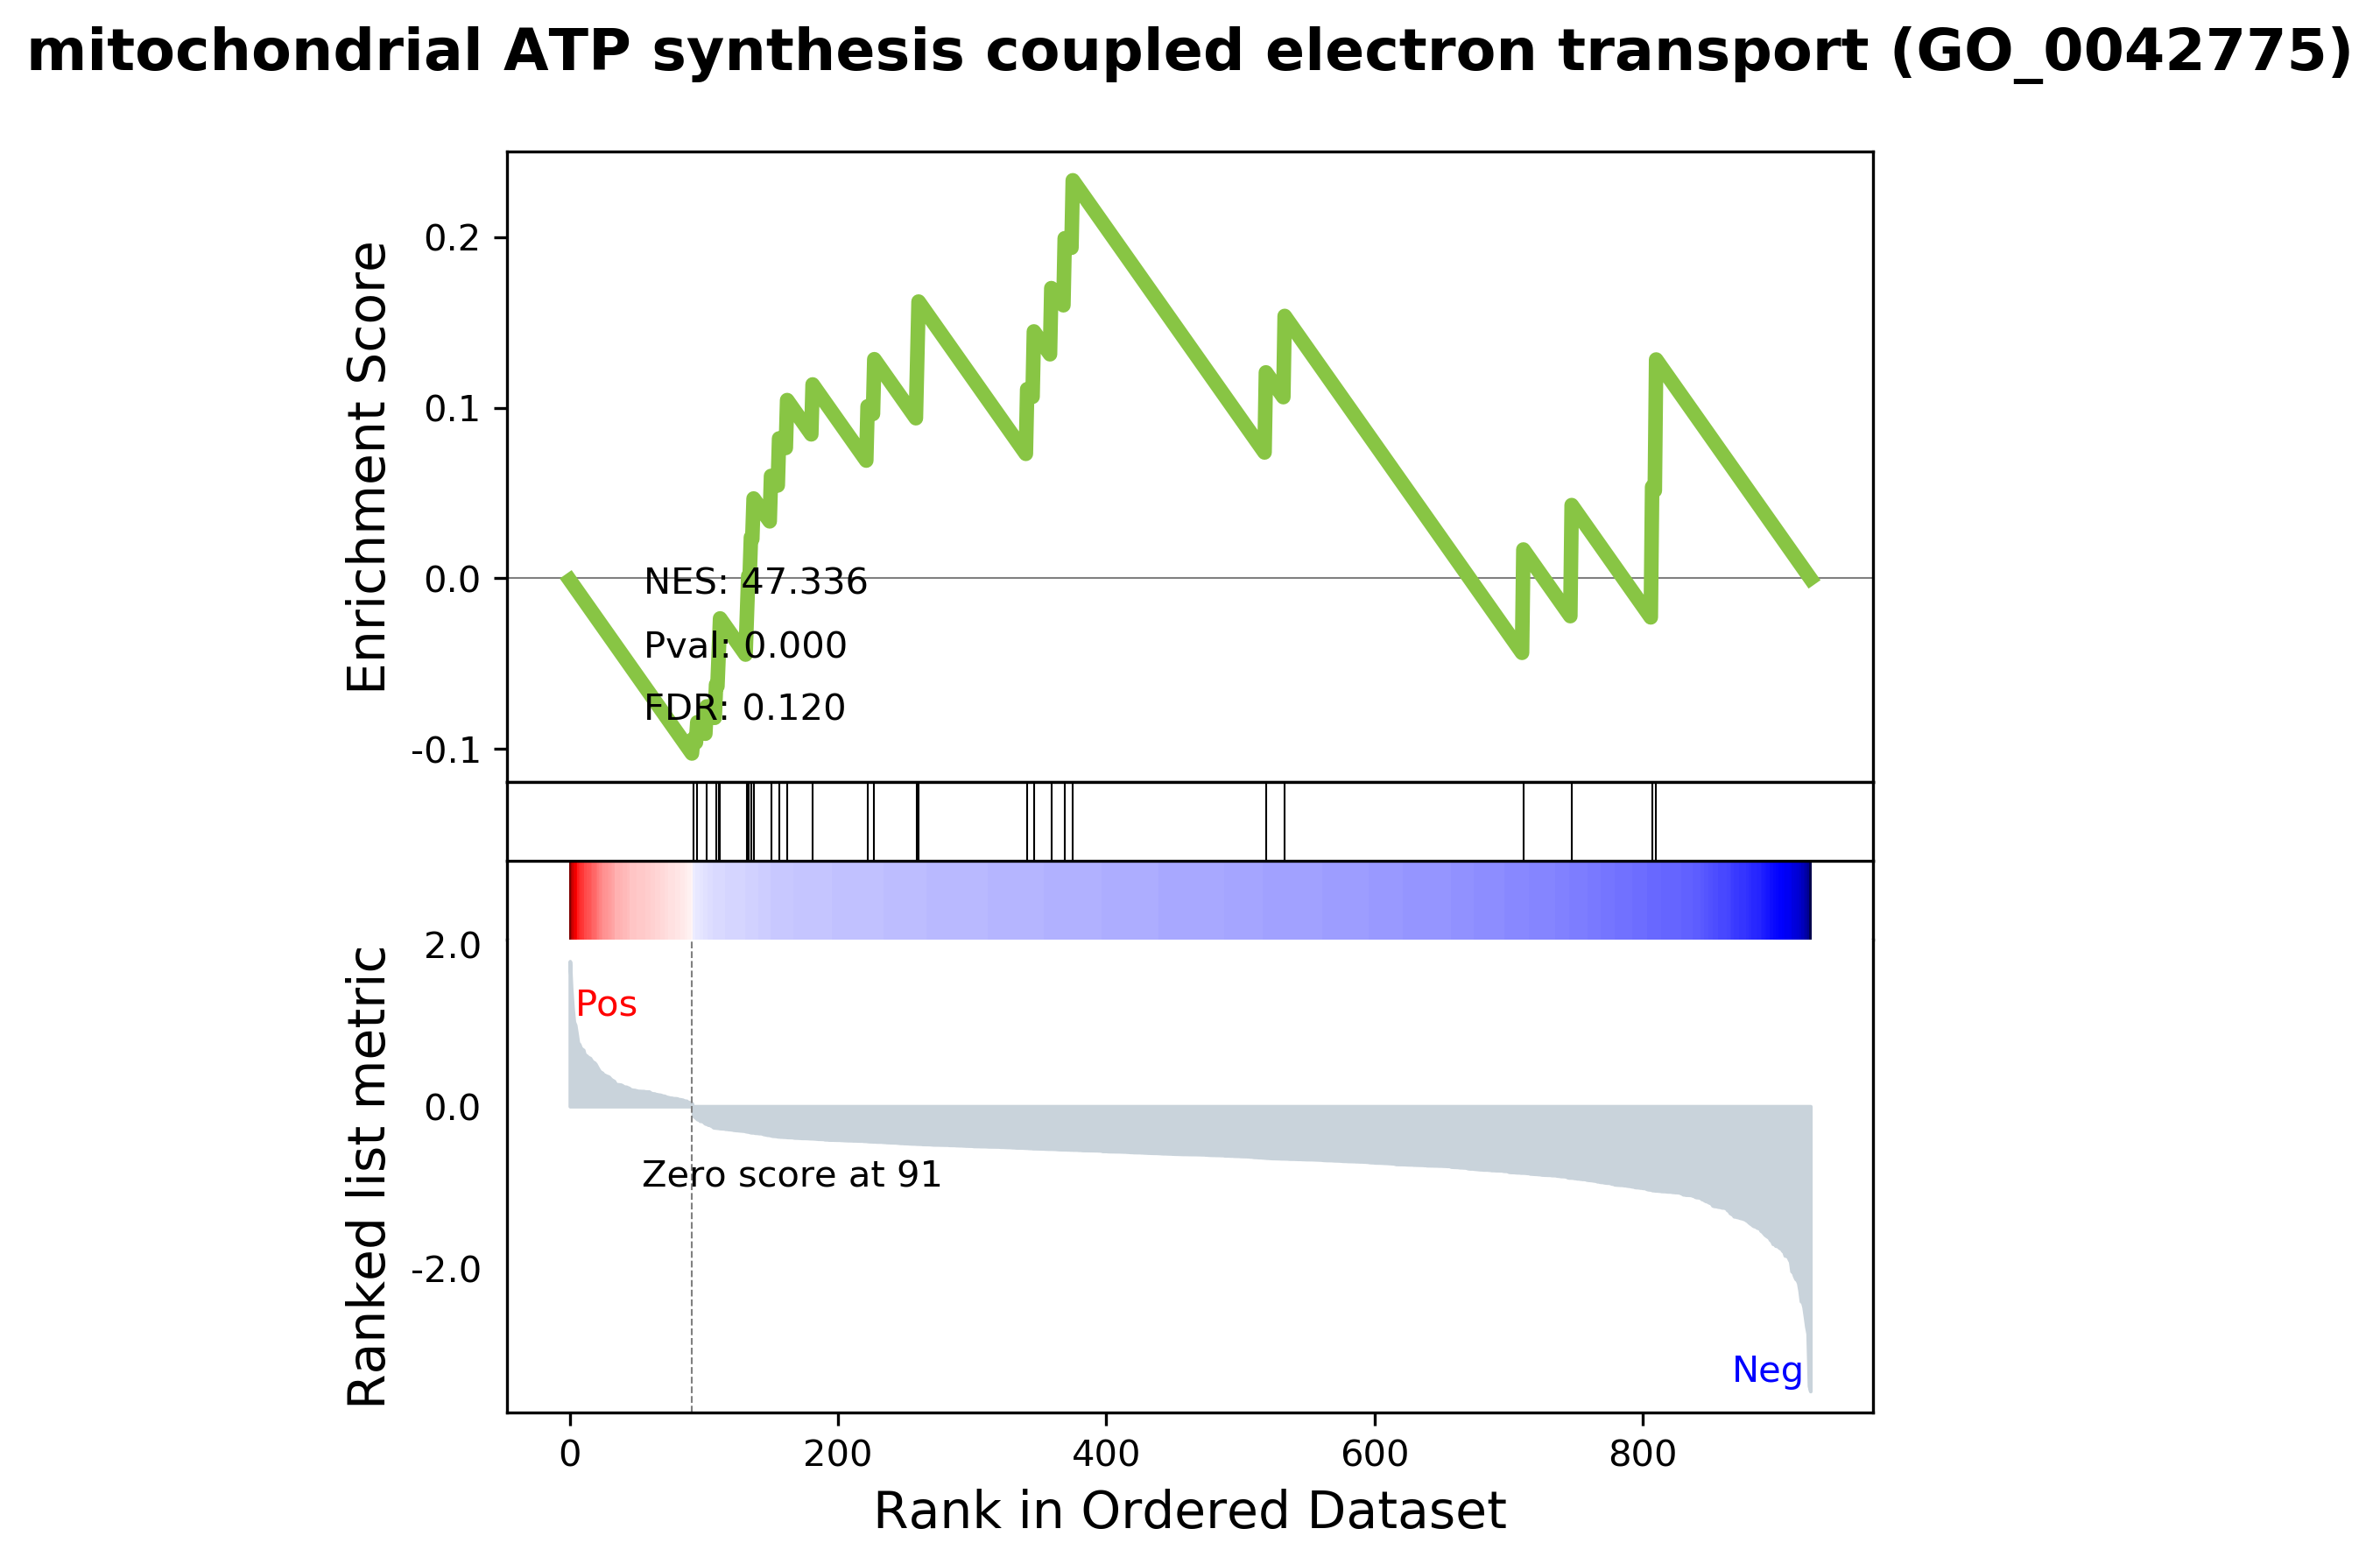 mitochondrial ATP synthesis coupled electron transport (GO_0042775)
Enrichment Score
0.2
0.1
0.0
-0.1
NES: 47.336
Pval: 0.000
FDR: 0.120
Ranked list metric
2.0
0.0
-2.0
Pos
Zero score at 91
Neg
0 200 400 600 800
Rank in Ordered Dataset